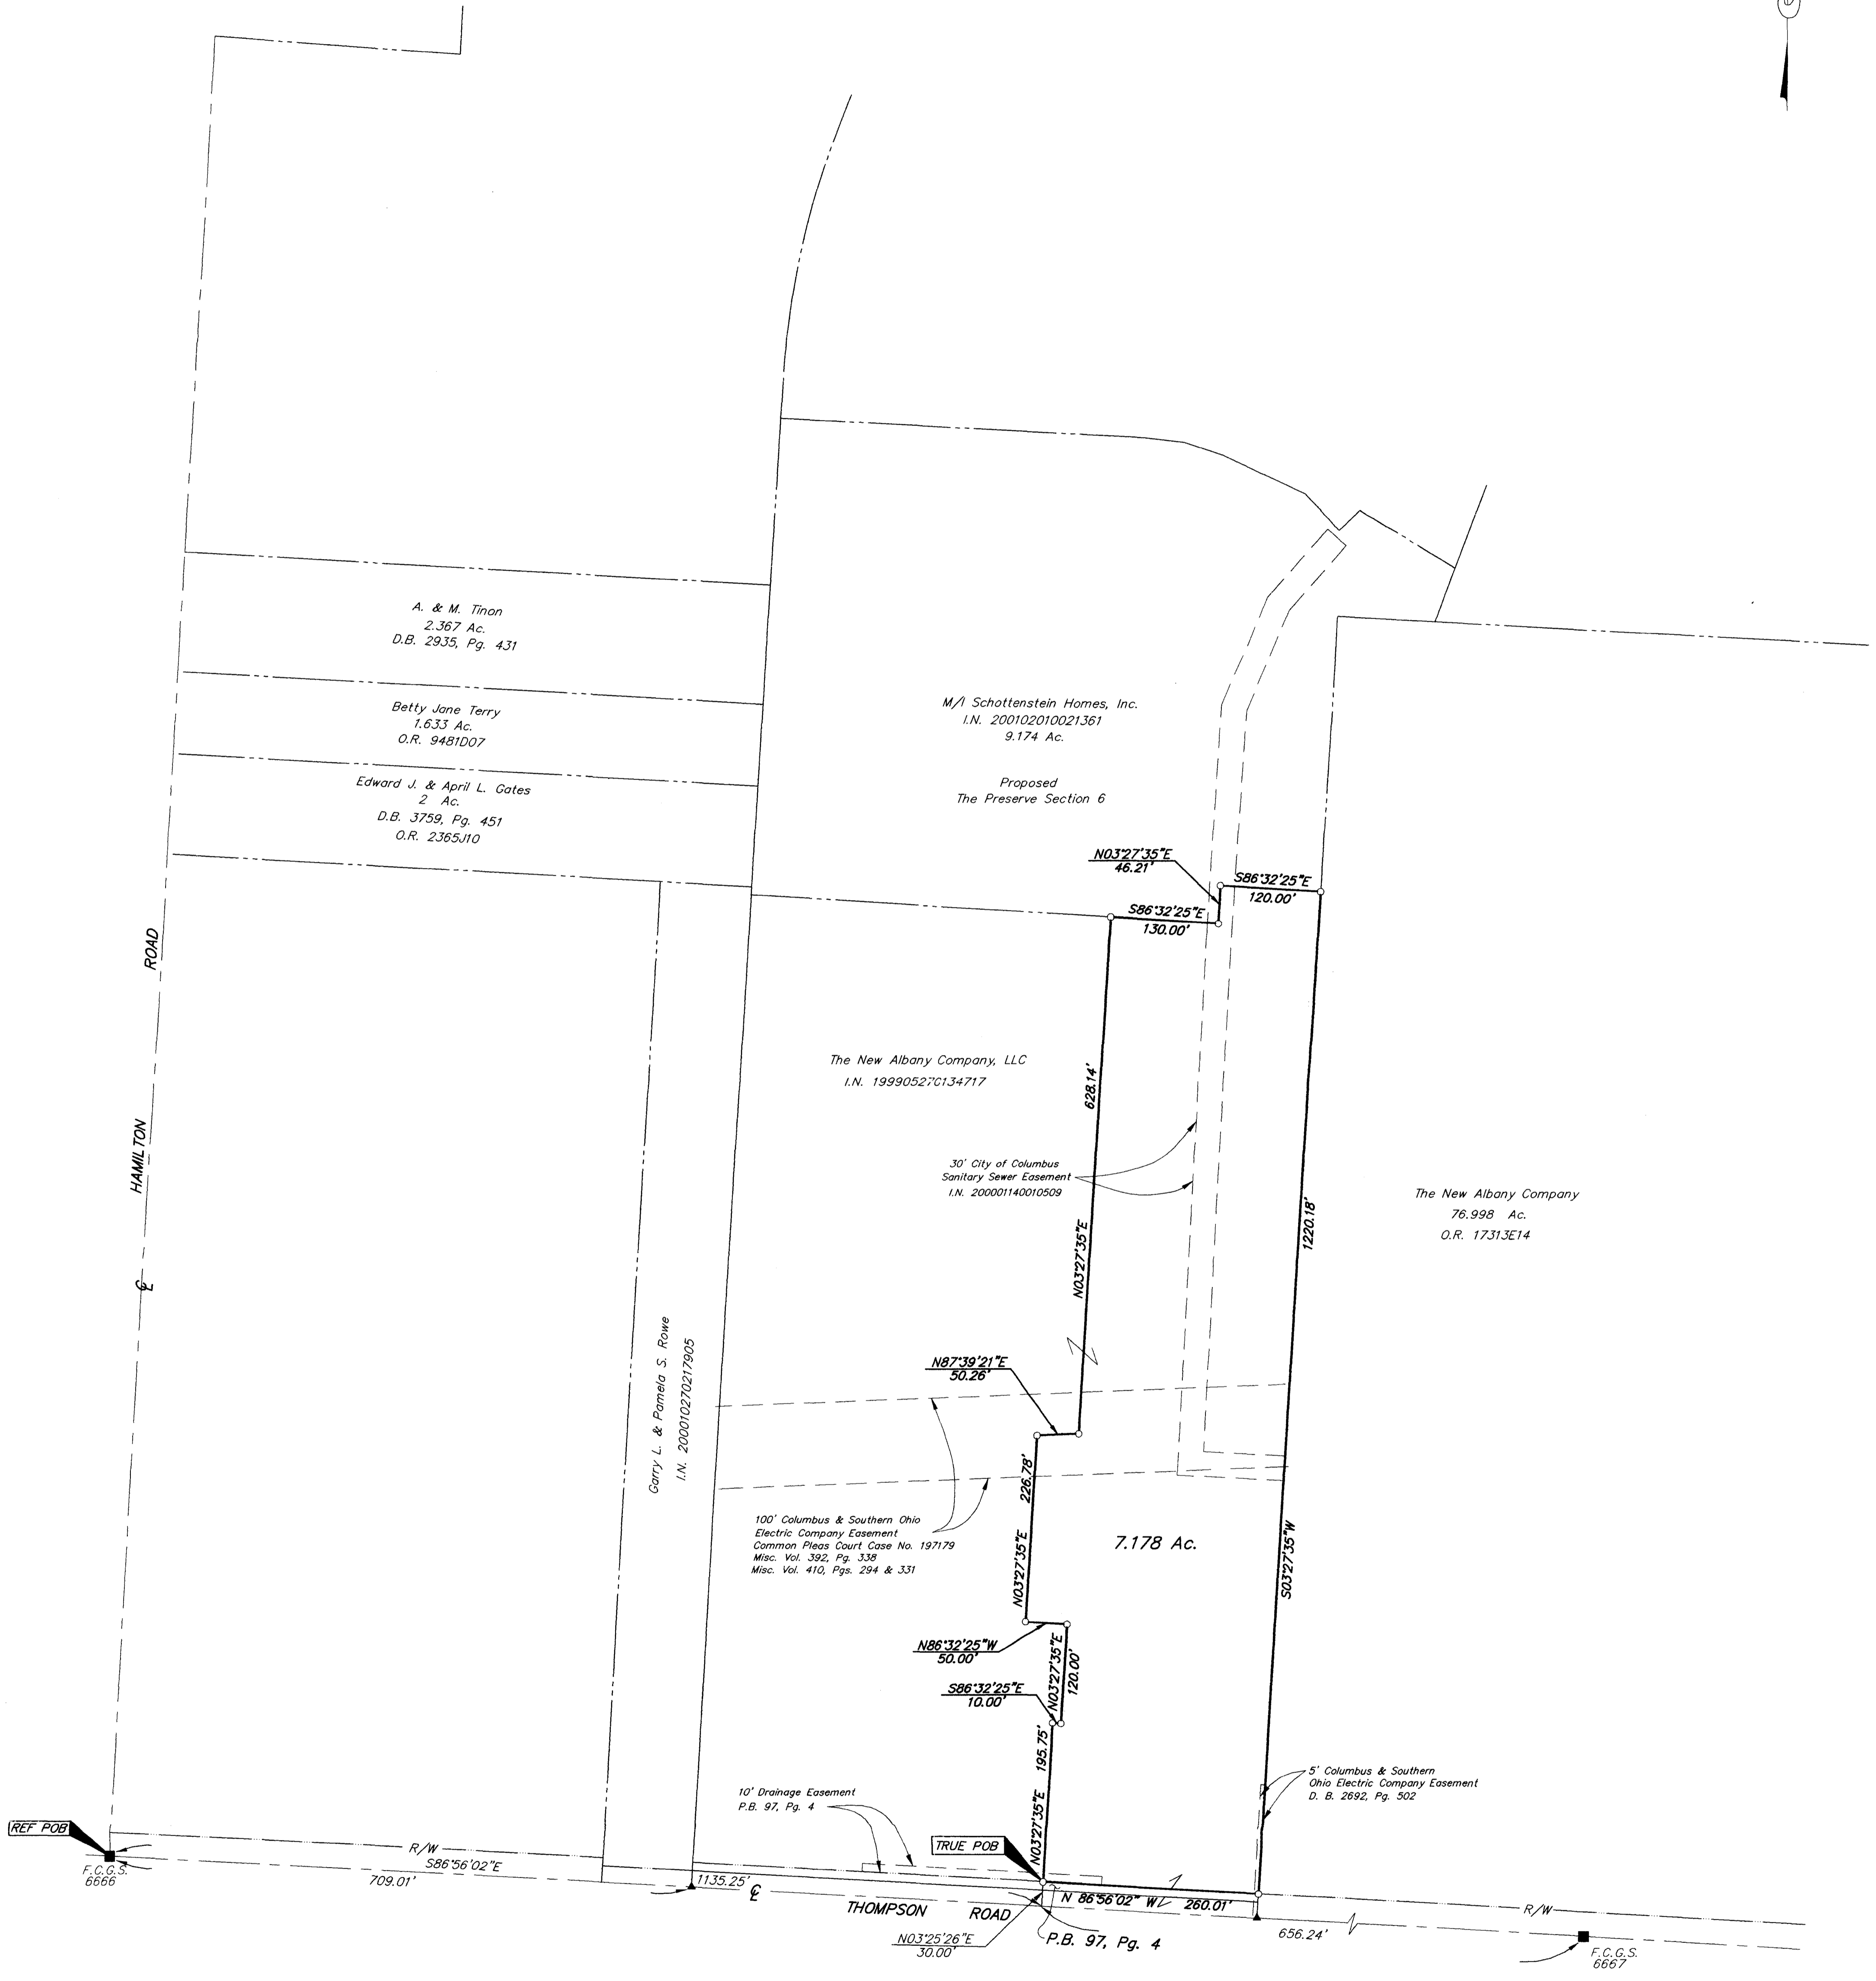 A. & M. Tinon
2.367 Ac.
D.B. 2935, Pg. 431
Betty Jane Terry
1.633 Ac.
O.R. 9481D07
Edward J. & April L. Gates
2 Ac.
D.B. 3759, Pg. 451
O.R. 2365J10
M/I Schottenstein Homes, Inc.
I.N. 200102010021361
9.174 Ac.
Proposed
The Preserve Section 6
N03°27'35"E
46.21'
S86°32'25"E
120.00'
S86°32'25"E
130.00'
HAMILTON ROAD
℄
The New Albany Company, LLC
I.N. 199905270134717
628.14'
N03°27'35"E
30' City of Columbus
Sanitary Sewer Easement
I.N. 200001140010509
1220.18'
S03°27'35"W
The New Albany Company
76.998 Ac.
O.R. 17313E14
Garry L. & Pamela S. Rowe
I.N. 200010270217905
N87°39'21"E
50.26'
226.78'
N03°27'35"E
100' Columbus & Southern Ohio
Electric Company Easement
Common Pleas Court Case No. 197179
Misc. Vol. 392, Pg. 338
Misc. Vol. 410, Pgs. 294 & 331
7.178 Ac.
N86°32'25"W
50.00'
N03°27'35"E
120.00'
S86°32'25"E
10.00'
N03°27'35"E 195.75'
10' Drainage Easement
P.B. 97, Pg. 4
5' Columbus & Southern
Ohio Electric Company Easement
D. B. 2692, Pg. 502
REF POB
F.C.G.S.
6666
R/W
S86°56'02"E
709.01'
1135.25'
℄
THOMPSON ROAD
TRUE POB
N 86°56'02" W 260.01'
N03°25'26"E
30.00'
P.B. 97, Pg. 4
656.24'
R/W
F.C.G.S.
6667